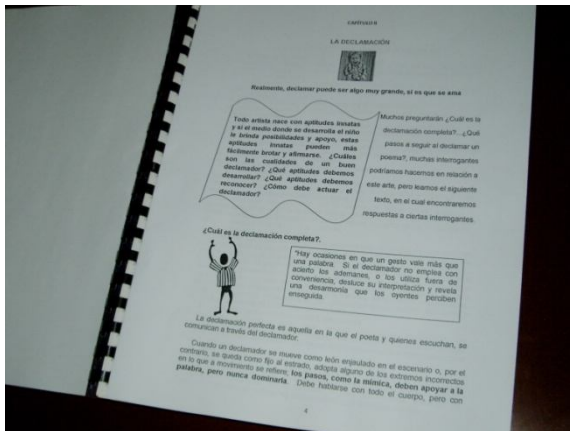 CAPITULO II
LA DECLAMACIÓN
Realmente, declamar puede ser algo muy grande, si es que se ama
Todo artista nace con aptitudes innatas
y si el medio donde se desarrolla el niño
le brinda posibilidades y apoyo, estas
aptitudes innatas pueden más
fácilmente brotar y afirmarse. ¿Cuáles
son las cualidades de un buen
declamador? ¿Qué aptitudes debemos
desarrollar? ¿Qué aptitudes debemos
reconocer? ¿Cómo debe actuar el
declamador?
Muchos preguntarán ¿Cuál es la
declamación completa?.. ¿Qué
pasos a seguir al declamar un
poema?, muchas interrogantes
podríamos hacernos en relación a
este arte, pero leamos el siguiente
texto, en el cual encontraremos
respuestas a ciertas interrogantes.
¿Cuál es la declamación completa?.
"Hay ocasiones en que un gesto vale más que
una palabra. Si el declamador no emplea con
acierto los ademanes, o los utiliza fuera de
conveniencia, desluce su interpretación y revela
una desarmonía que los oyentes perciben
enseguida.
La declamación perfecta es aquella en la que el poeta y quienes escuchan, se
comunican a través del declamador.
Cuando un declamador se mueve como león enjaulado en el escenario o, por el
contrario, se queda como fijo al estrado, adopta alguno de los extremos incorrectos
en lo que a movimiento se refiere, los pasos, como la mímica, deben apoyar a la
palabra, pero nunca dominarla. Debe hablarse con todo el cuerpo, pero con
4